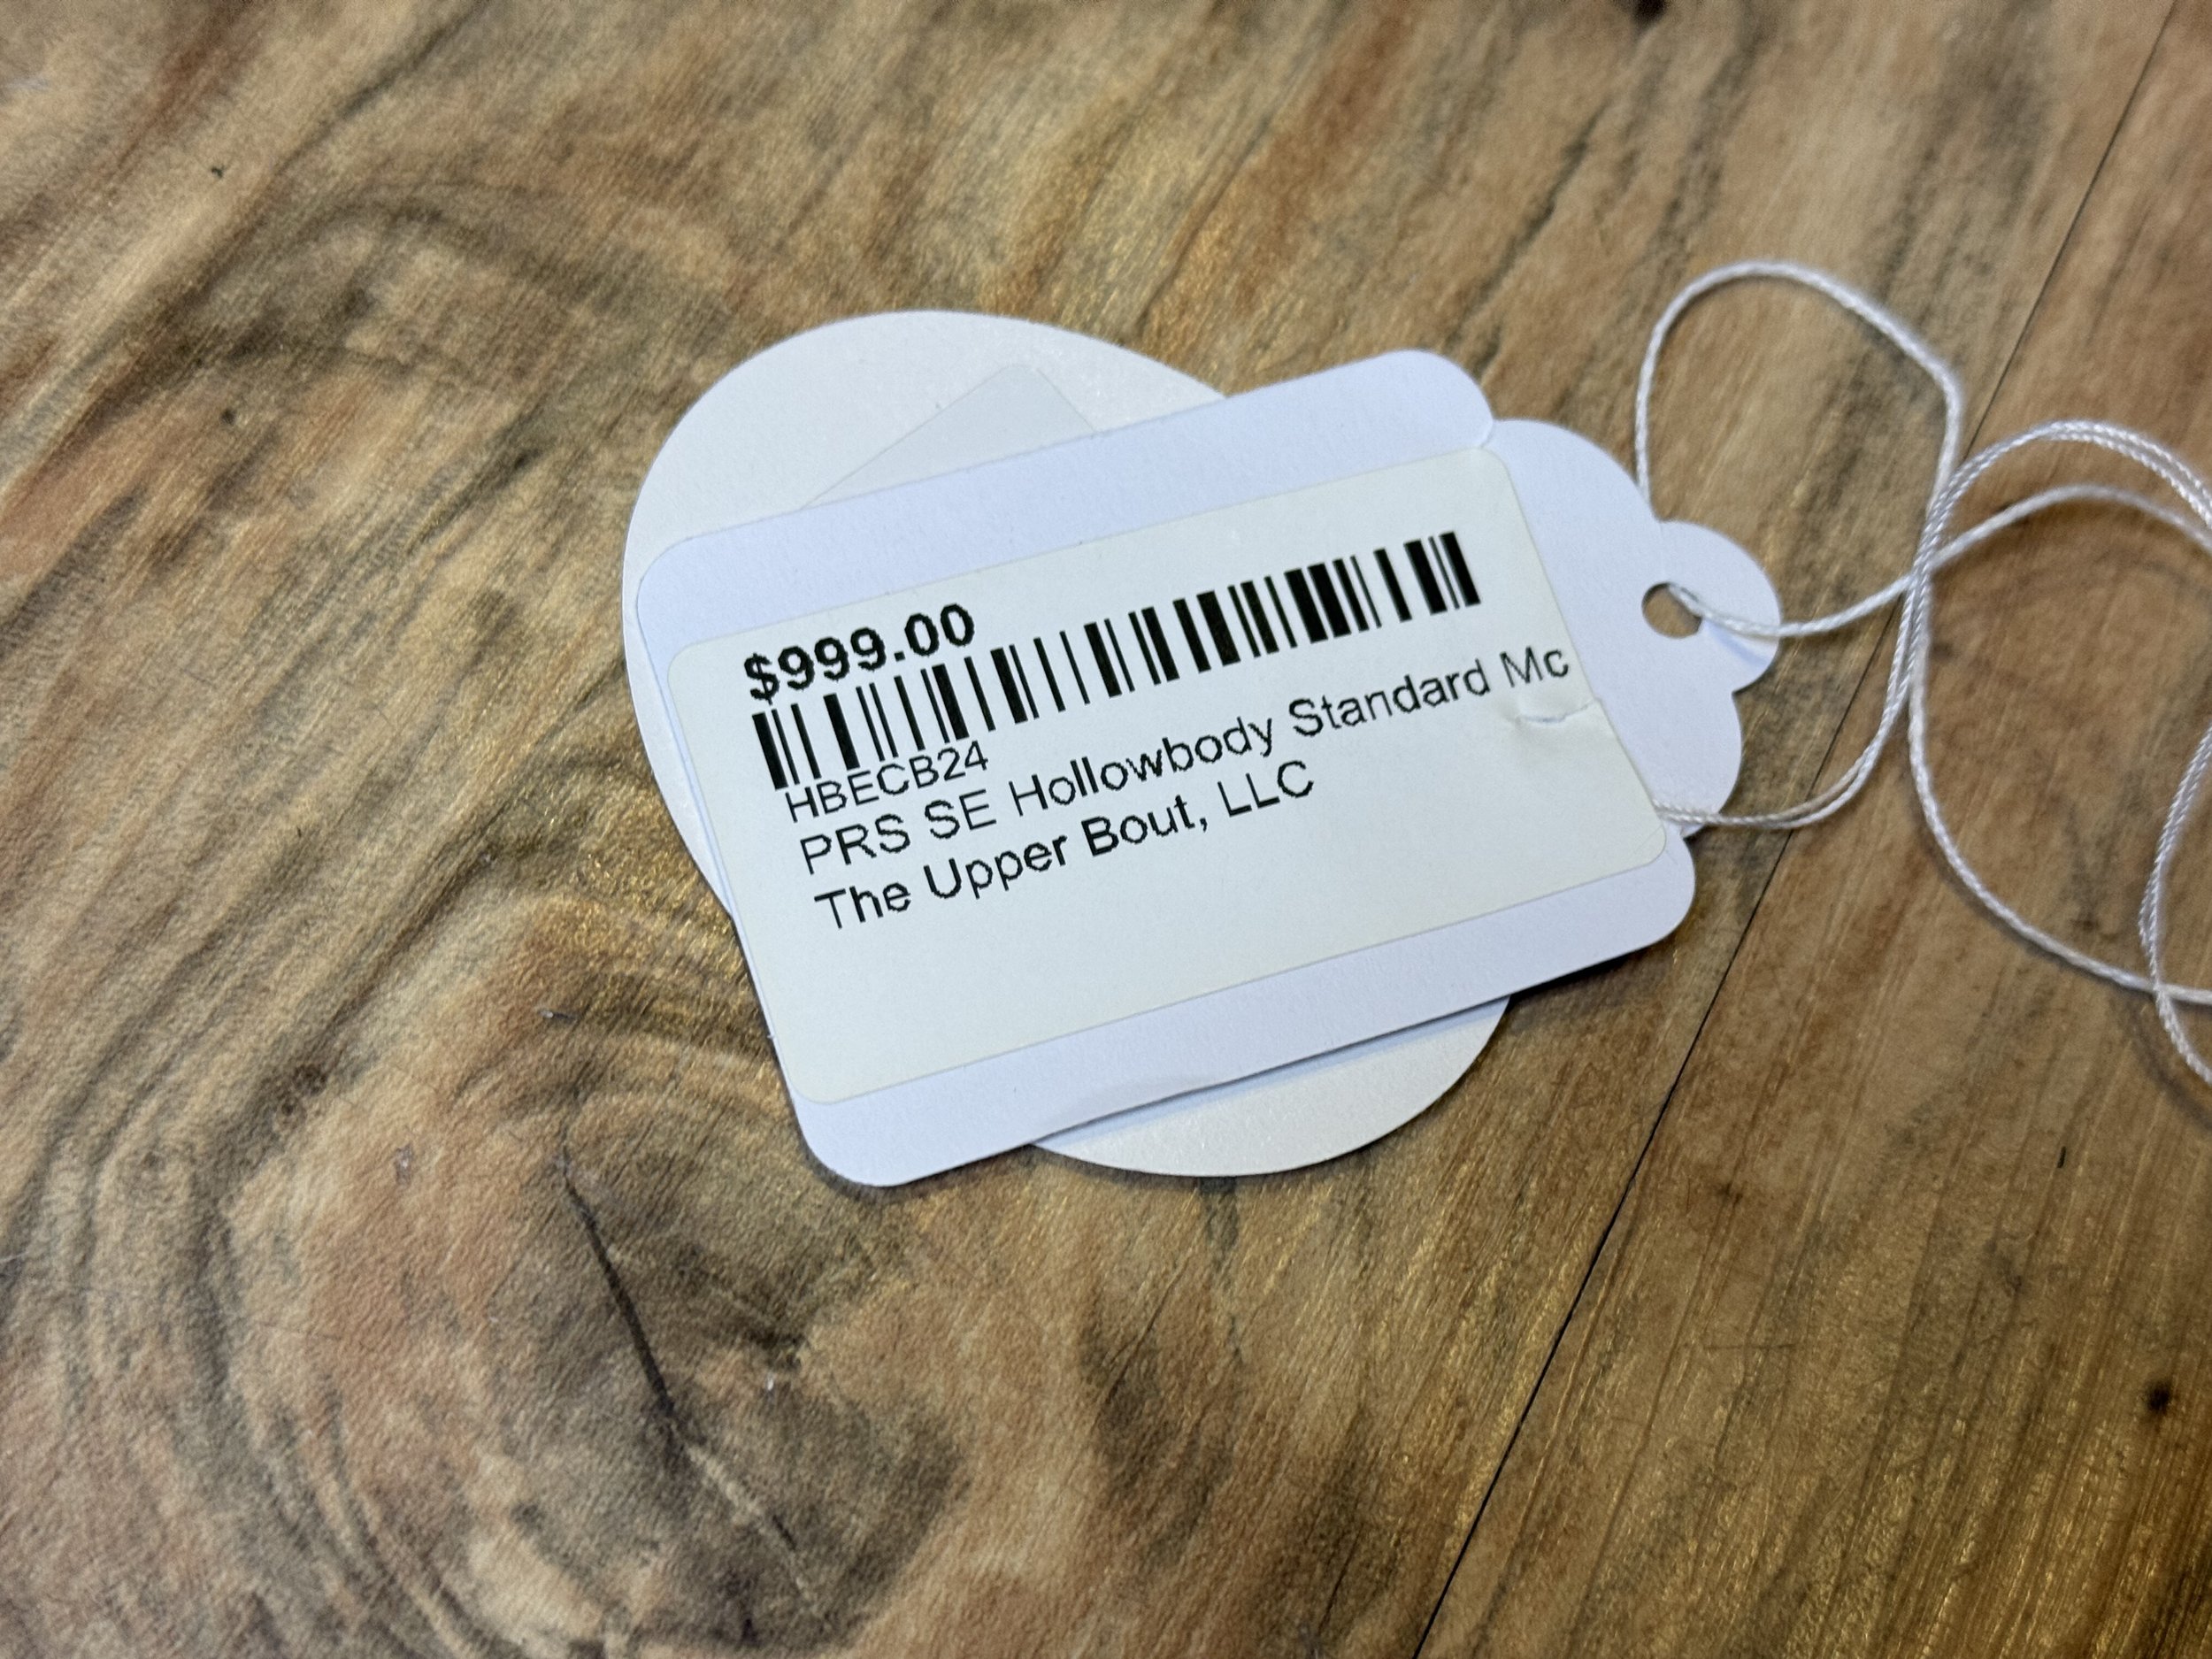 $999.00
HBECB24
PRS SE Hollowbody Standard Mc
The Upper Bout, LLC